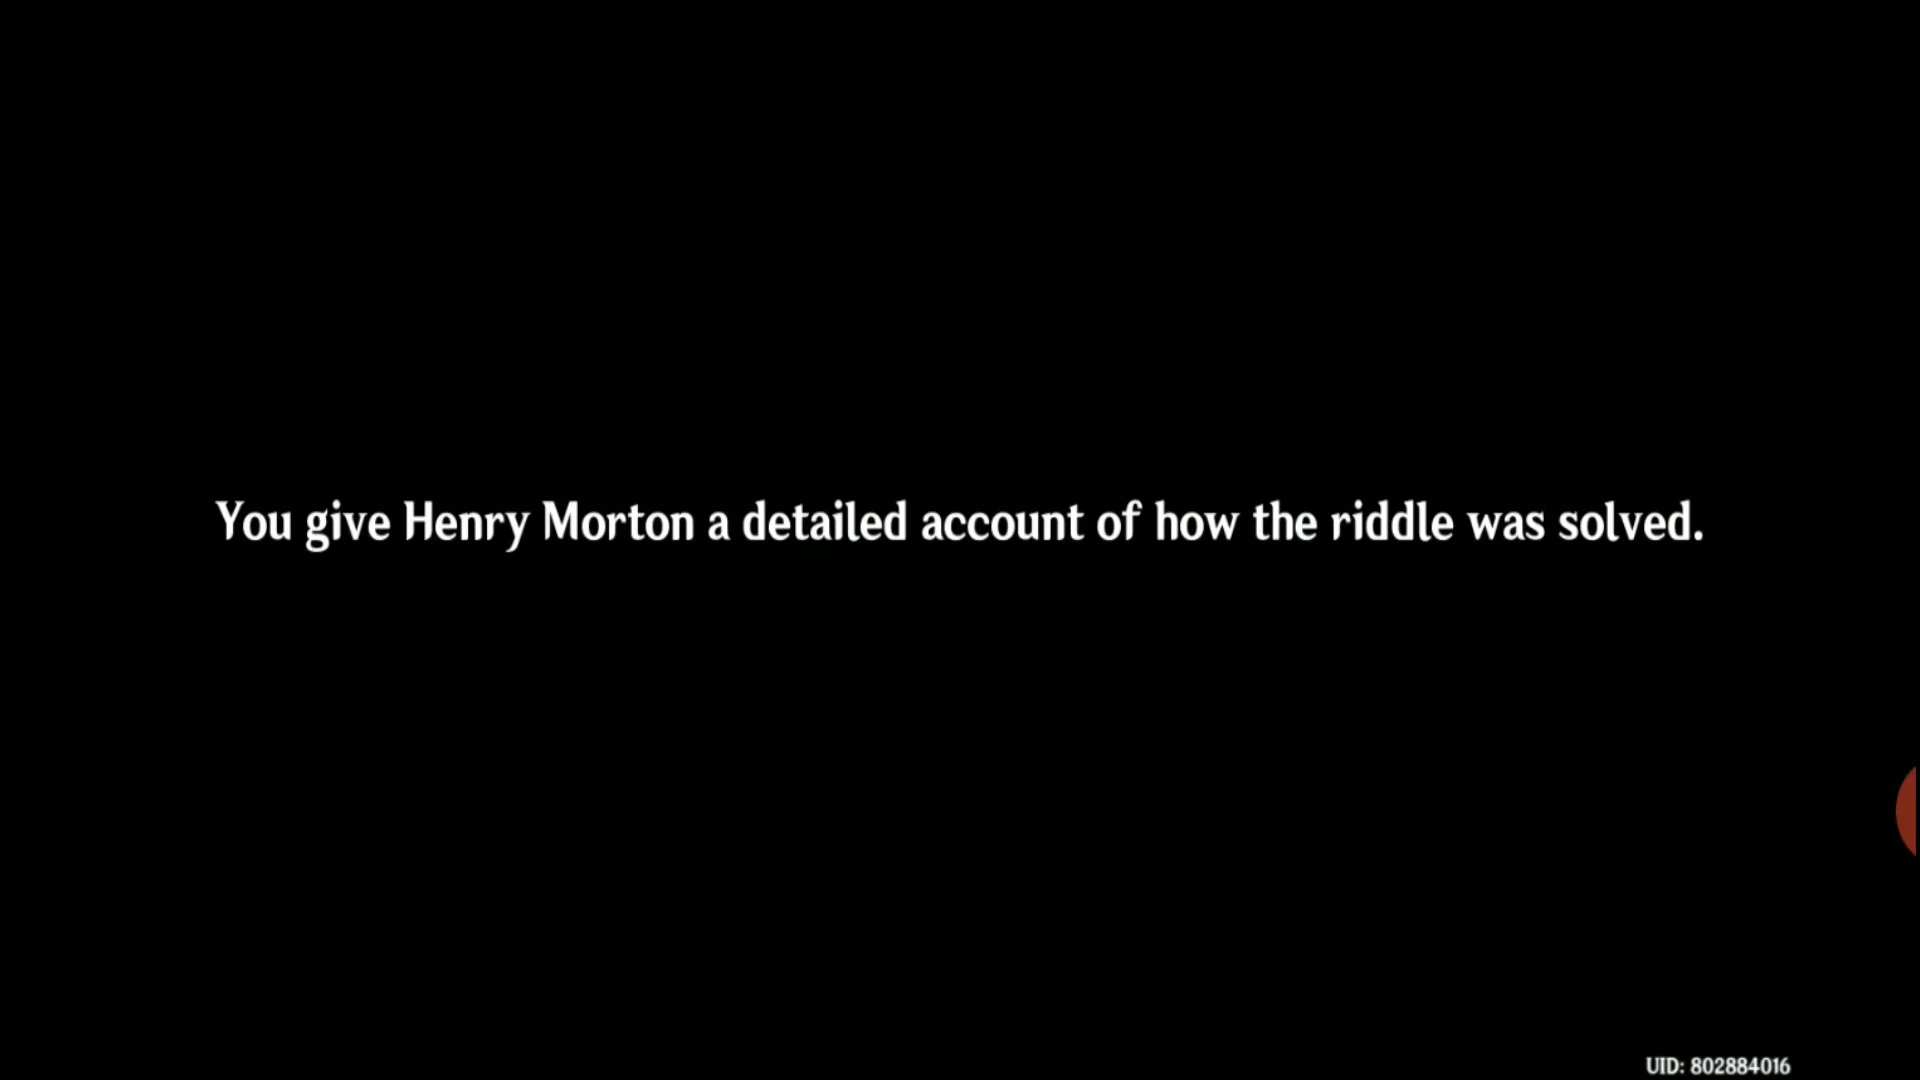 You give Henry Morton a detailed account of how the riddle was solved.
UID: 802884016